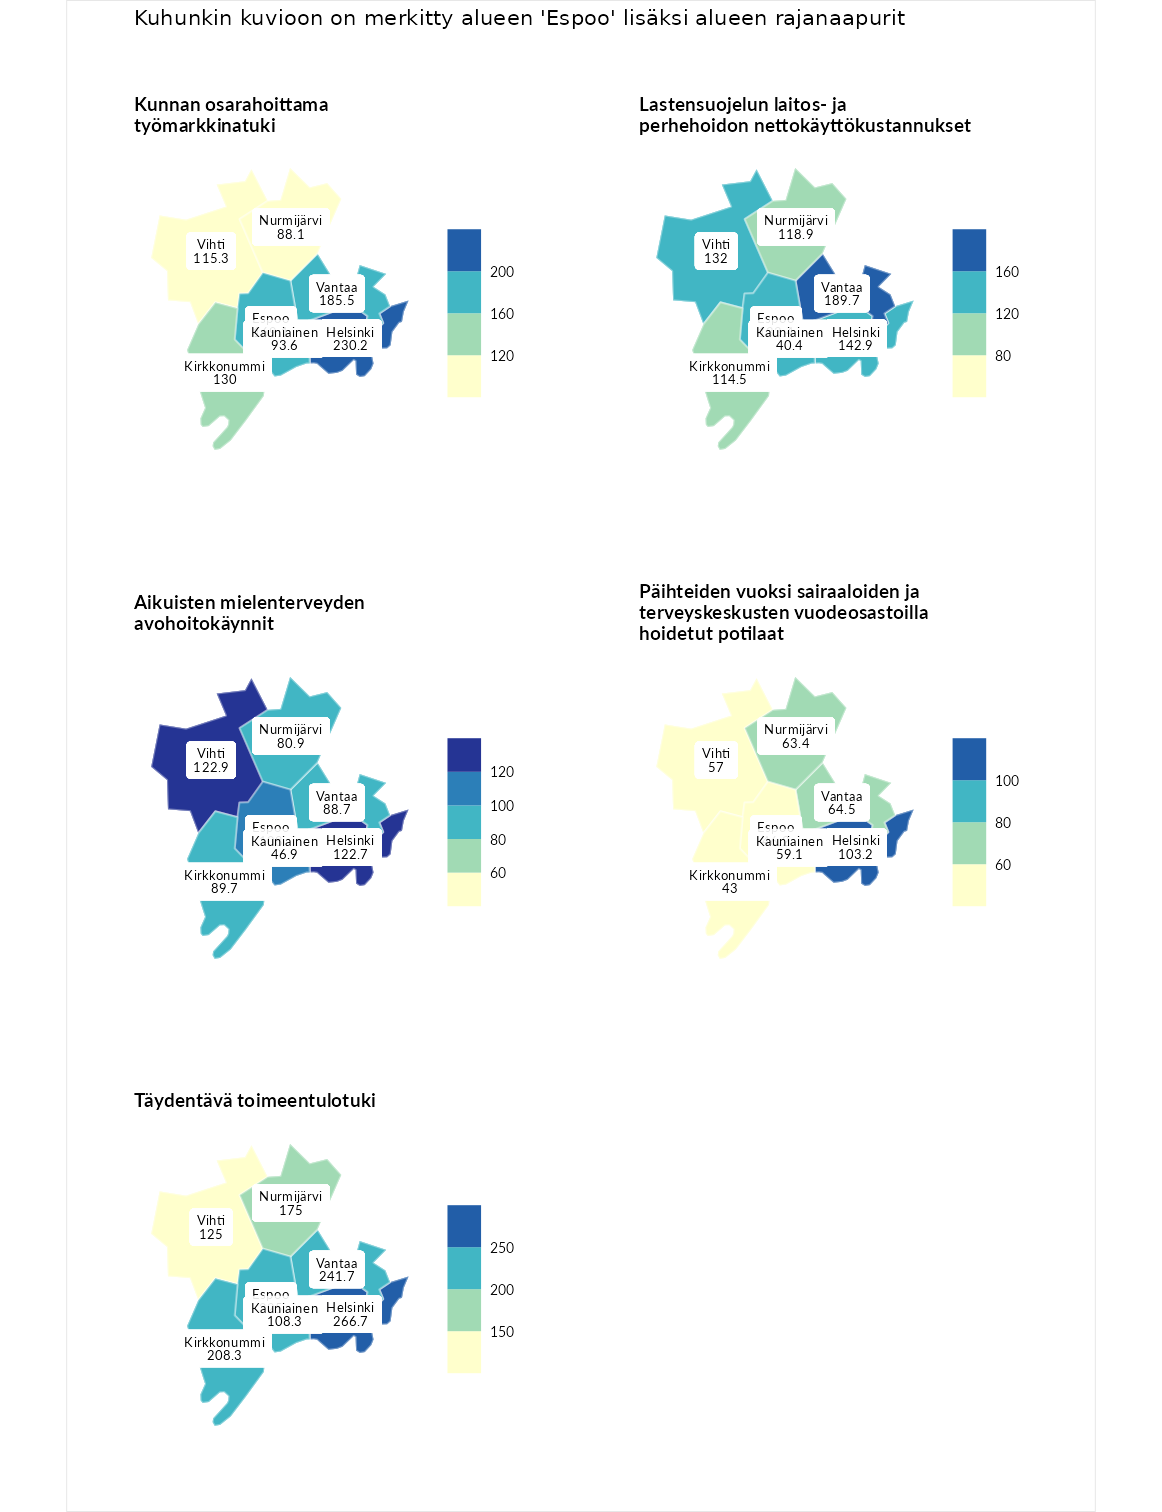 Kuhunkin kuvioon on merkitty alueen 'Espoo' lisäksi alueen rajanaapurit
Kunnan osarahoittama
työmarkkinatuki
Nurmijärvi
88.1
Vihti
115.3
Vantaa
185.5
Espoo
Kauniainen
93.6
Helsinki
230.2
Kirkkonummi
130
200
160
120
Lastensuojelun laitos- ja
perhehoidon nettokäyttökustannukset
Nurmijärvi
118.9
Vihti
132
Vantaa
189.7
Espoo
Kauniainen
40.4
Helsinki
142.9
Kirkkonummi
114.5
160
120
80
Aikuisten mielenterveyden
avohoitokäynnit
Nurmijärvi
80.9
Vihti
122.9
Vantaa
88.7
Espoo
Kauniainen
46.9
Helsinki
122.7
Kirkkonummi
89.7
120
100
80
60
Päihteiden vuoksi sairaaloiden ja
terveyskeskusten vuodeosastoilla
hoidetut potilaat
Nurmijärvi
63.4
Vihti
57
Vantaa
64.5
Espoo
Kauniainen
59.1
Helsinki
103.2
Kirkkonummi
43
100
80
60
Täydentävä toimeentulotuki
Nurmijärvi
175
Vihti
125
Vantaa
241.7
Espoo
Kauniainen
108.3
Helsinki
266.7
Kirkkonummi
208.3
250
200
150